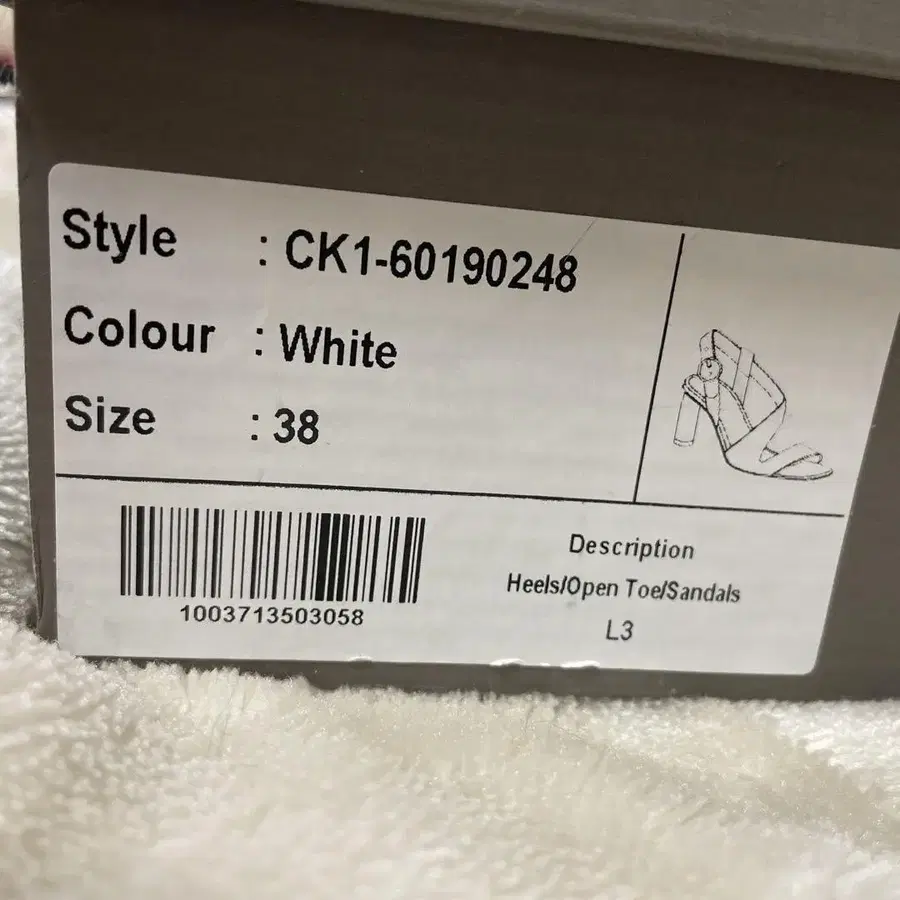 Style : CK1-60190248
Colour : White
Size : 38
1003713503058
Description
Heels/Open Toe/Sandals
L3